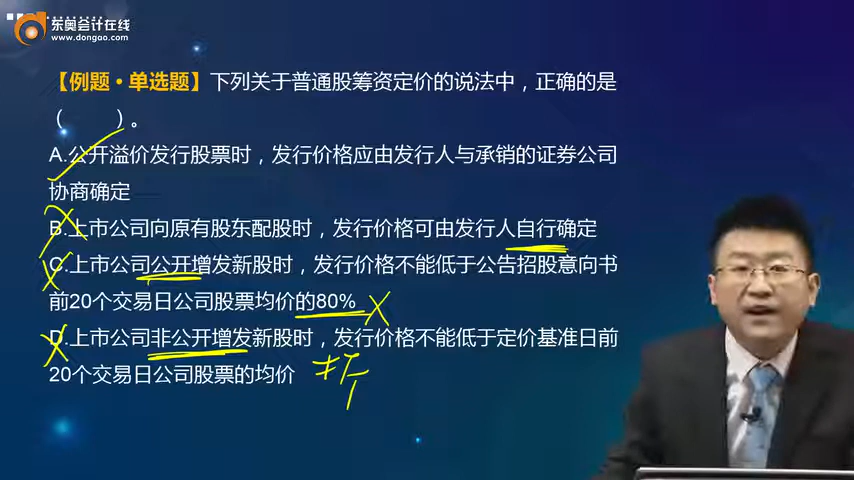 东奥会计在线
www.dongao.com
【例题•单选题】下列关于普通股筹资定价的说法中，正确的是
（　　）。
A.公开溢价发行股票时，发行价格应由发行人与承销的证券公司
协商确定
B.上市公司向原有股东配股时，发行价格可由发行人自行确定
C.上市公司公开增发新股时，发行价格不能低于公告招股意向书
前20个交易日公司股票均价的80%
D.上市公司非公开增发新股时，发行价格不能低于定价基准日前
20个交易日公司股票的均价